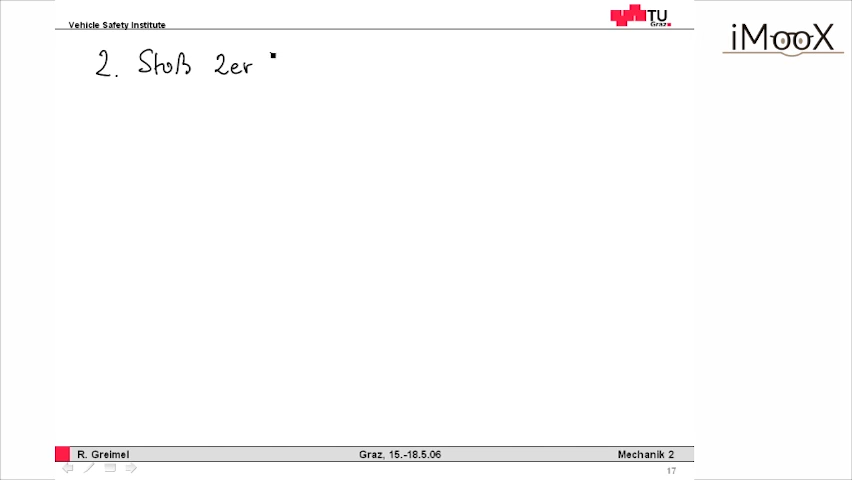 Vehicle Safety Institute
TU
Graz
iMooX
2. Stoß 2er
R. Greimel
Graz, 15.-18.5.06
Mechanik 2
17